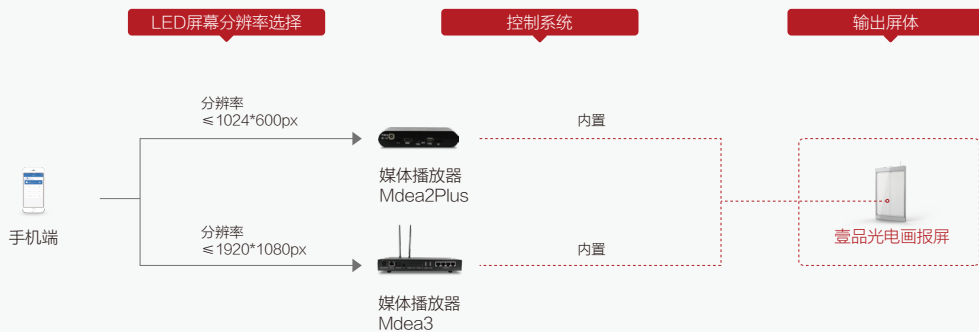 LED屏幕分辨率选择
控制系统
输出屏体
分辨率
≤1024*600px
内置
媒体播放器
Mdea2Plus
手机端
壹品光电画报屏
分辨率
≤1920*1080px
内置
媒体播放器
Mdea3